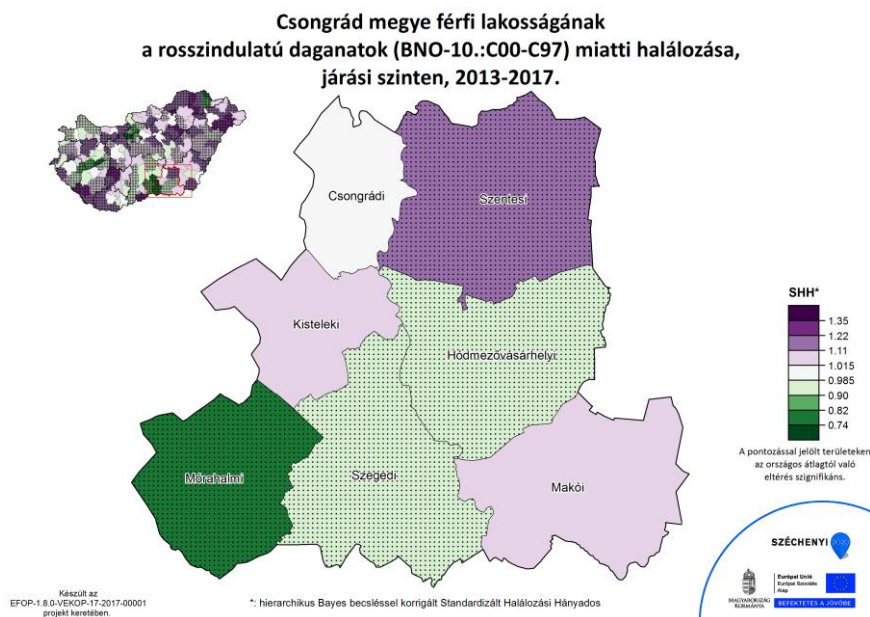 Csongrád megye férfi lakosságának
a rosszindulatú daganatok (BNO-10.:C00-C97) miatti halálozása,
járási szinten, 2013-2017.
Csongrádi
Szentesi
Kisteleki
Hódmezővásárhelyi
Mórahalmi
Szegedi
Makói
SHH*
1.35
1.22
1.11
1.015
0.985
0.90
0.82
0.74
A pontozással jelölt területeken
az országos átlagtól való
eltérés szignifikáns.
SZÉCHENYI 2020
MAGYARORSZÁG
KORMÁNYA
Európai Unió
Európai Szociális
Alap
BEFEKTETÉS A JÖVŐBE
Készült az
EFOP-1.8.0-VEKOP-17-2017-00001
projekt keretében.
*: hierarchikus Bayes becsléssel korrigált Standardizált Halálozási Hányados